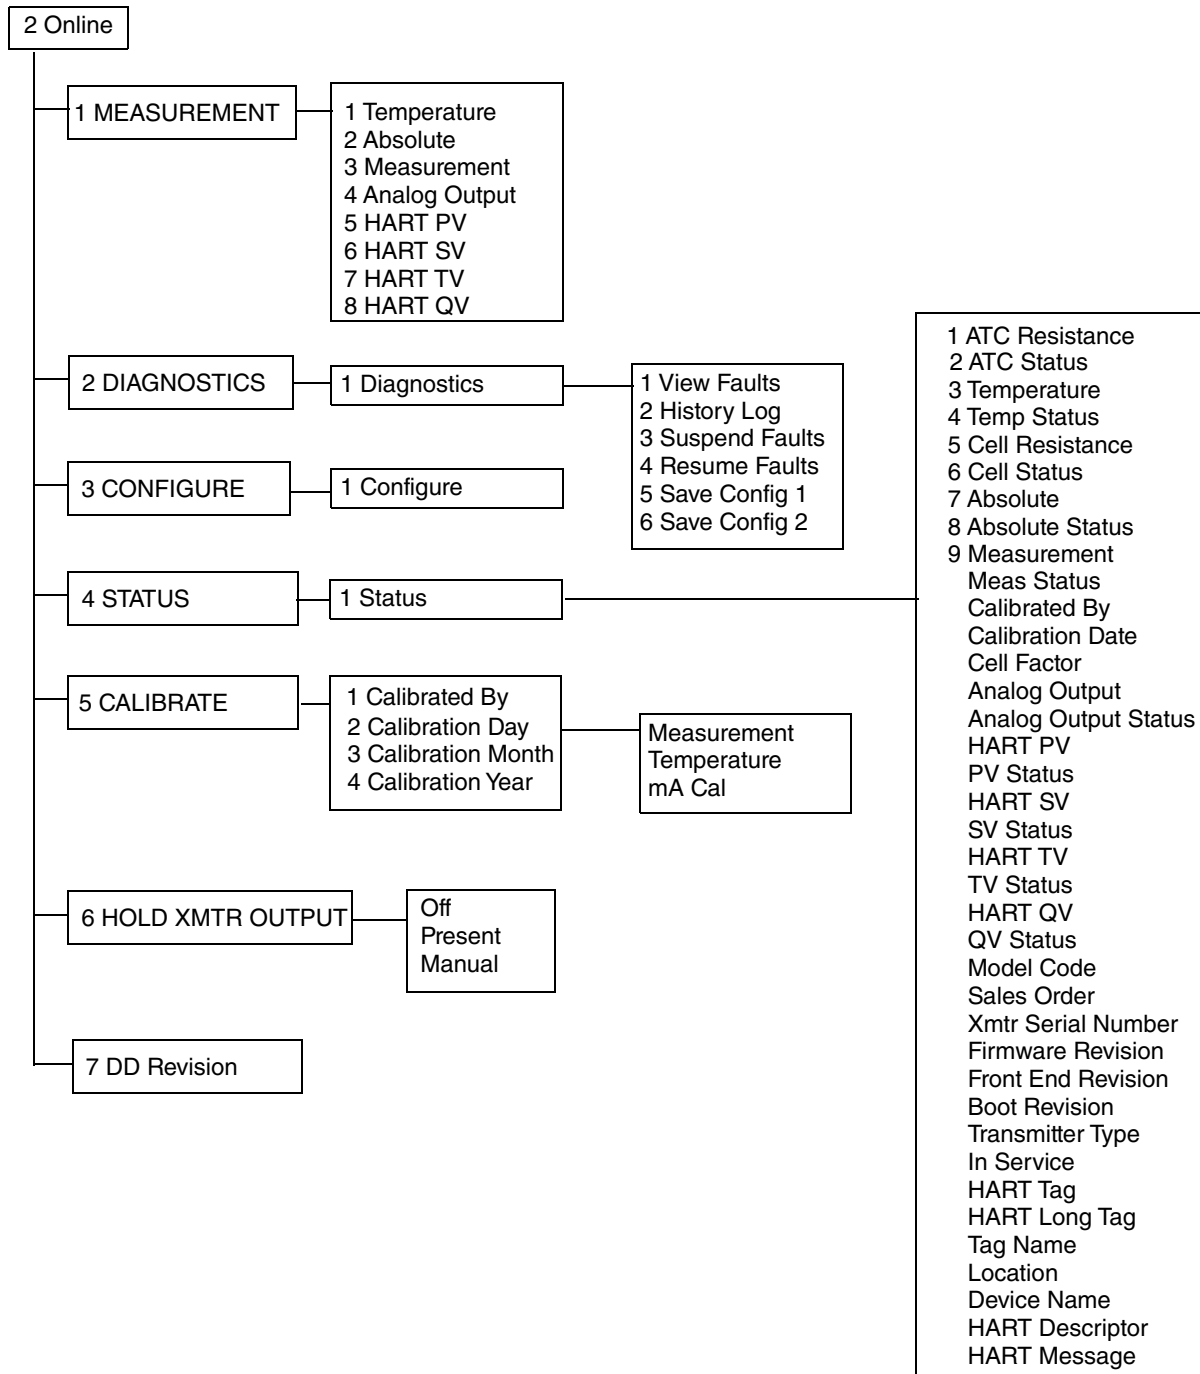 2 Online
1 MEASUREMENT
1 Temperature
2 Absolute
3 Measurement
4 Analog Output
5 HART PV
6 HART SV
7 HART TV
8 HART QV
2 DIAGNOSTICS
1 Diagnostics
1 View Faults
2 History Log
3 Suspend Faults
4 Resume Faults
5 Save Config 1
6 Save Config 2
3 CONFIGURE
1 Configure
4 STATUS
1 Status
1 ATC Resistance
2 ATC Status
3 Temperature
4 Temp Status
5 Cell Resistance
6 Cell Status
7 Absolute
8 Absolute Status
9 Measurement
Meas Status
Calibrated By
Calibration Date
Cell Factor
Analog Output
Analog Output Status
HART PV
PV Status
HART SV
SV Status
HART TV
TV Status
HART QV
QV Status
Model Code
Sales Order
Xmtr Serial Number
Firmware Revision
Front End Revision
Boot Revision
Transmitter Type
In Service
HART Tag
HART Long Tag
Tag Name
Location
Device Name
HART Descriptor
HART Message
5 CALIBRATE
1 Calibrated By
2 Calibration Day
3 Calibration Month
4 Calibration Year
Measurement
Temperature
mA Cal
6 HOLD XMTR OUTPUT
Off
Present
Manual
7 DD Revision